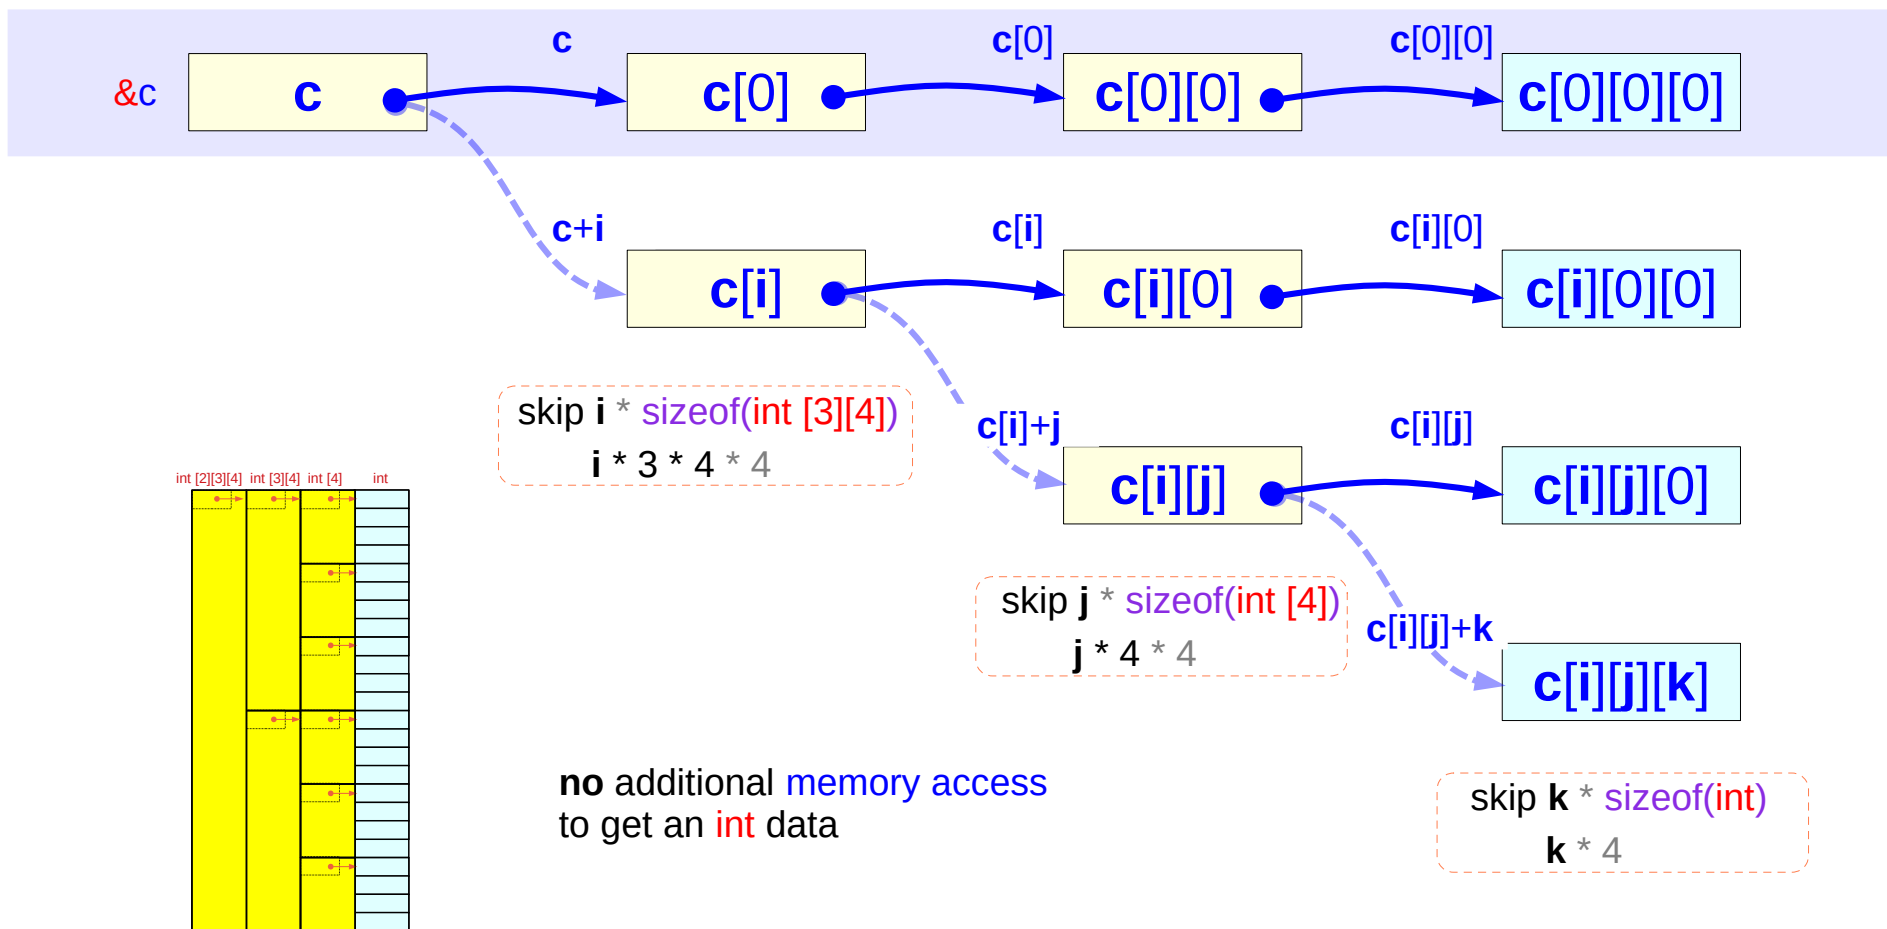 c c[0] c[0][0]
&c c c[0] c[0][0] c[0][0][0]
c+i c[i] c[i][0]
c[i] c[i][0] c[i][0][0]
skip i * sizeof(int [3][4])
i * 3 * 4 * 4
c[i]+j c[i][j]
c[i][j] c[i][j][0]
int [2][3][4] int [3][4] int [4] int
skip j * sizeof(int [4])
j * 4 * 4
c[i][j]+k
c[i][j][k]
no additional memory access
to get an int data
skip k * sizeof(int)
k * 4